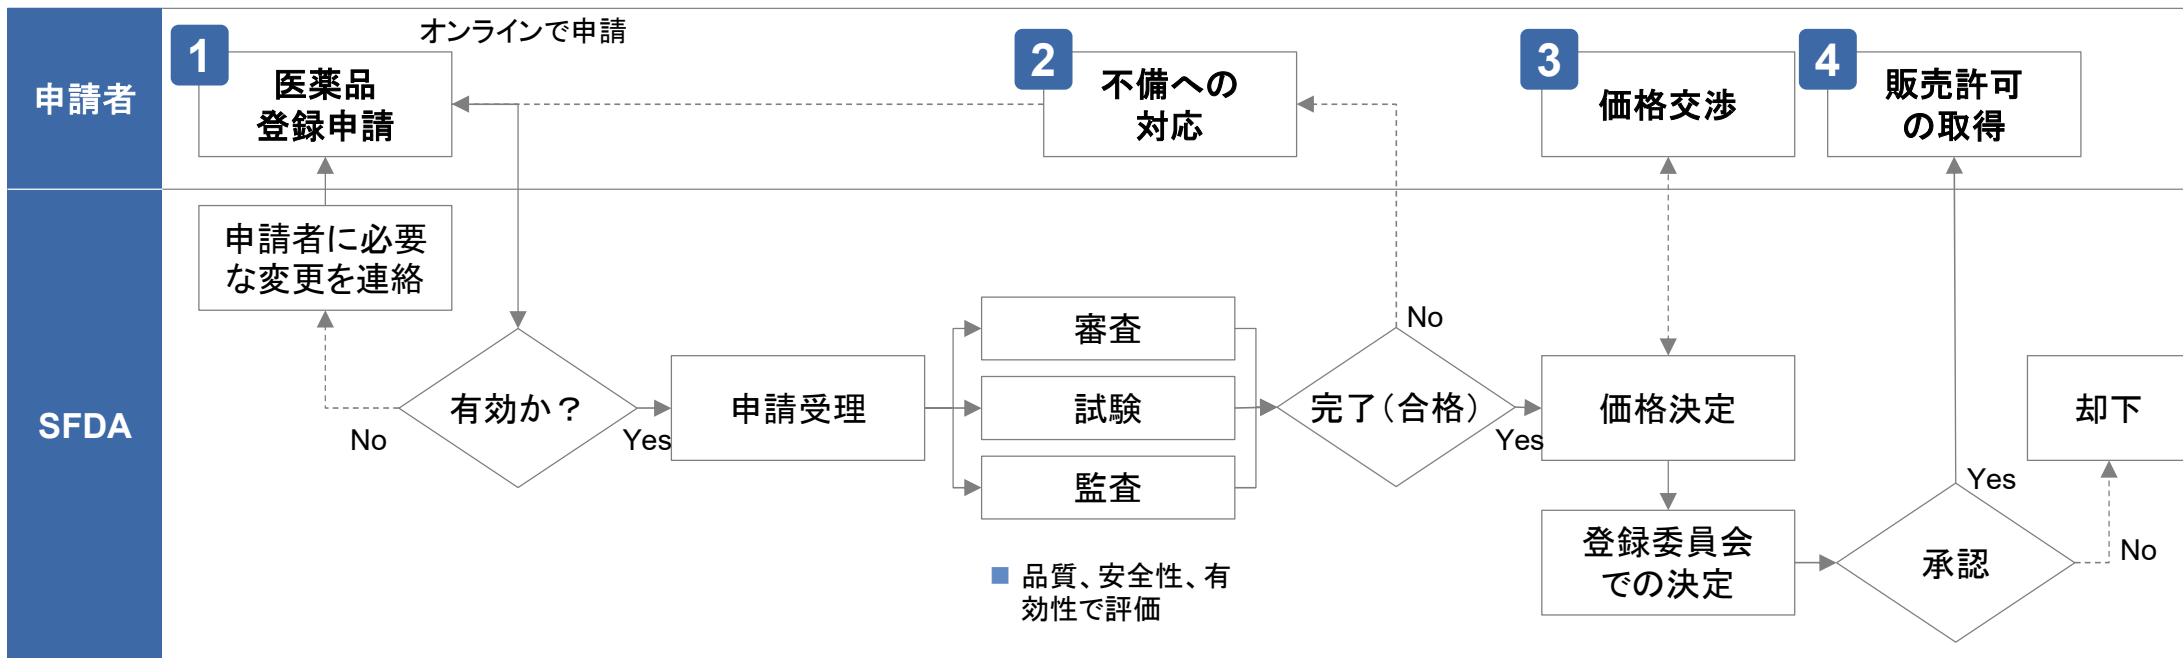 オンラインで申請
申請者
1
医薬品
登録申請
2
不備への
対応
3
価格交渉
4
販売許可
の取得
SFDA
申請者に必要
な変更を連絡
No
有効か？
Yes
申請受理
審査
試験
監査
品質、安全性、有
効性で評価
No
完了（合格）
Yes
価格決定
登録委員会
での決定
承認
Yes
No
却下